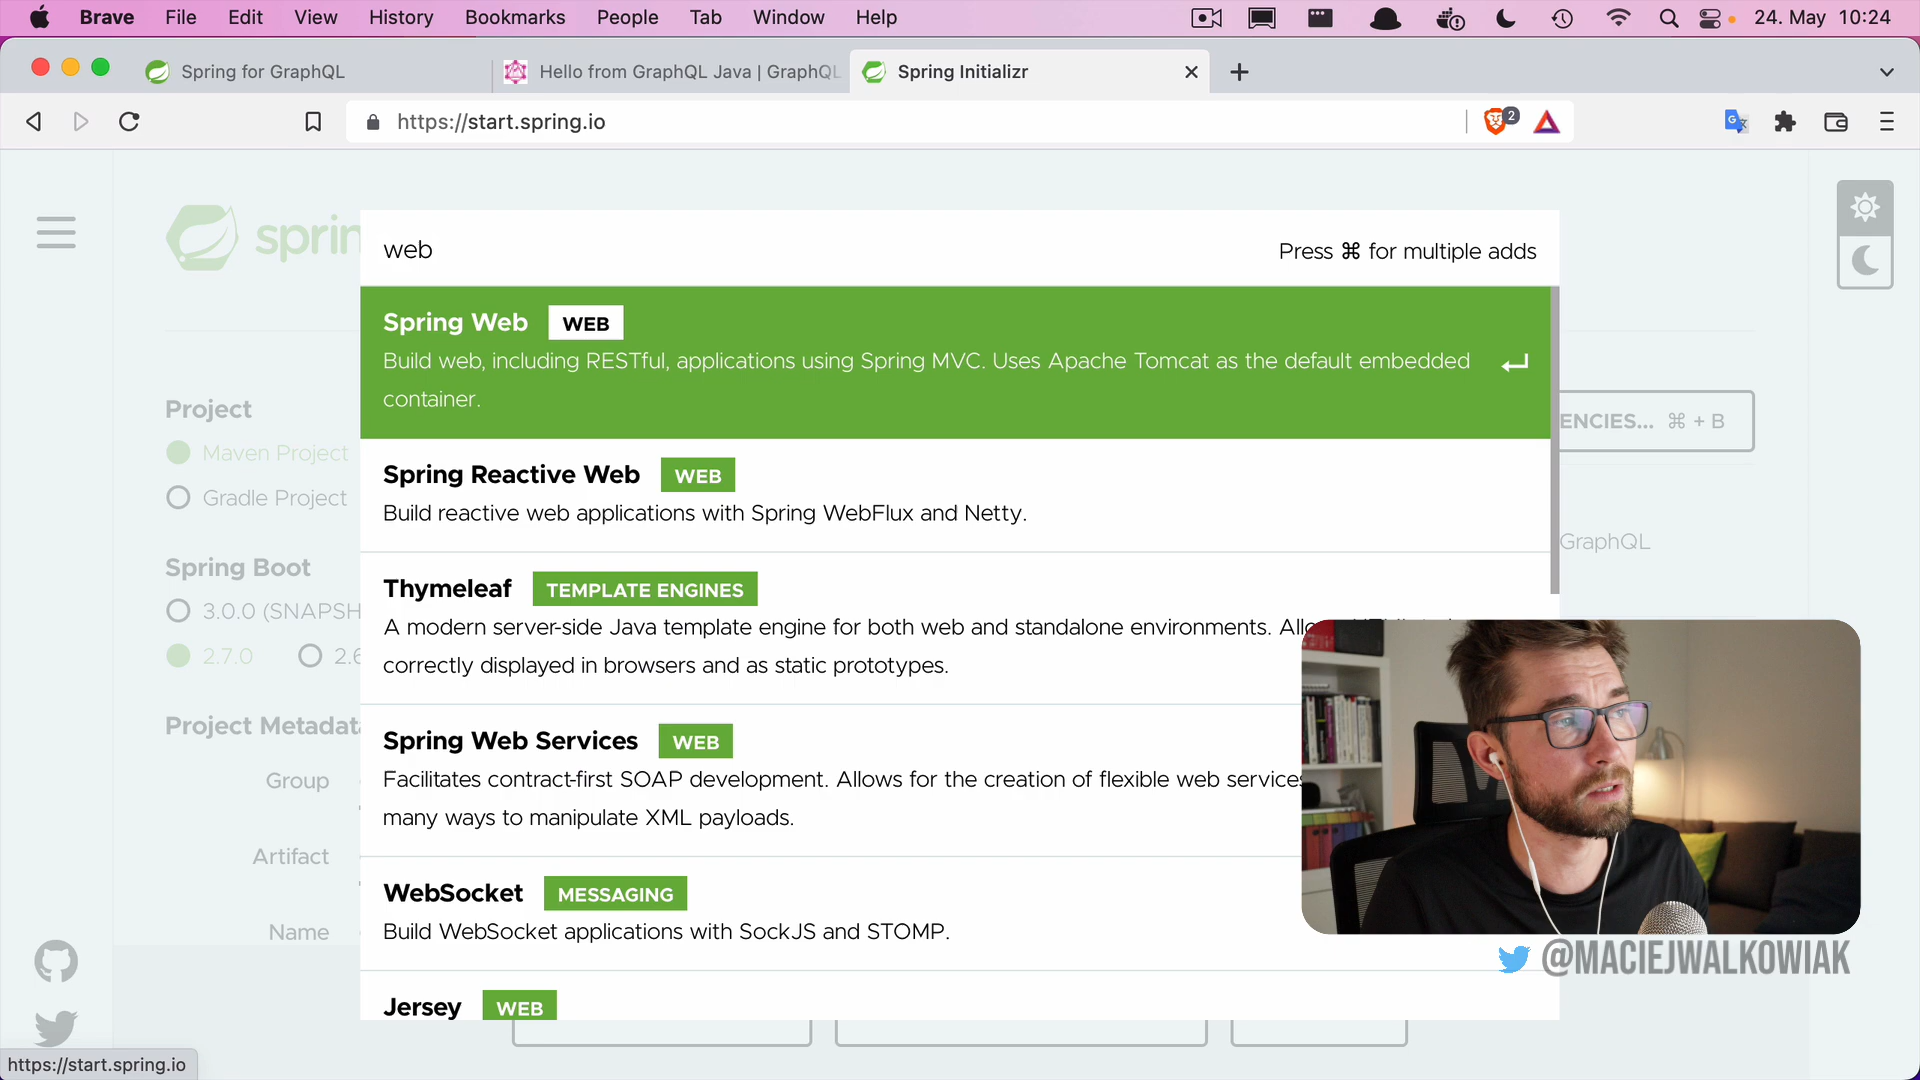 Brave File Edit View History Bookmarks People Tab Window Help 24. May 10:24
Spring for GraphQL Hello from GraphQL Java | GraphQL Spring Initializr
https://start.spring.io 2
web Press ⌘ for multiple adds
Spring Web WEB
Build web, including RESTful, applications using Spring MVC. Uses Apache Tomcat as the default embedded
container.
Spring Reactive Web WEB
Build reactive web applications with Spring WebFlux and Netty.
Thymeleaf TEMPLATE ENGINES
A modern server-side Java template engine for both web and standalone environments.
correctly displayed in browsers and as static prototypes.
Spring Web Services WEB
Facilitates contract-first SOAP development. Allows for the creation of flexible web services
many ways to manipulate XML payloads.
WebSocket MESSAGING
Build WebSocket applications with SockJS and STOMP.
Jersey WEB
sprin
Project
Maven Project
Gradle Project
Spring Boot
3.0.0 (SNAPSH
2.7.0 2.6
Project Metadat
Group
Artifact
Name
ENCIES... ⌘ + B
GraphQL
@MACIEJWALKOWIAK
https://start.spring.io